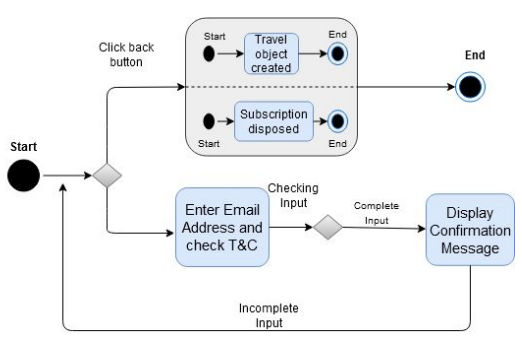 Start
Click back
button
Start
Travel
object
created
End
Start
Subscription
disposed
End
End
Enter Email
Address and
check T&C
Checking
Input
Complete
Input
Display
Confirmation
Message
Incomplete
Input